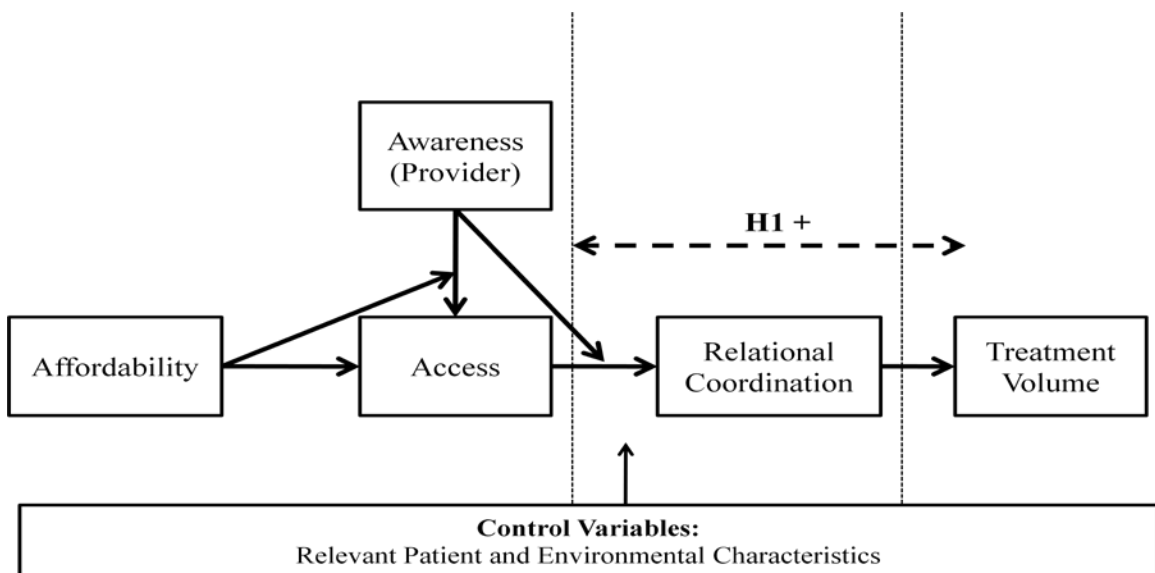 Awareness
(Provider)
H1 +
Affordability
Access
Relational
Coordination
Treatment
Volume
Control Variables:
Relevant Patient and Environmental Characteristics